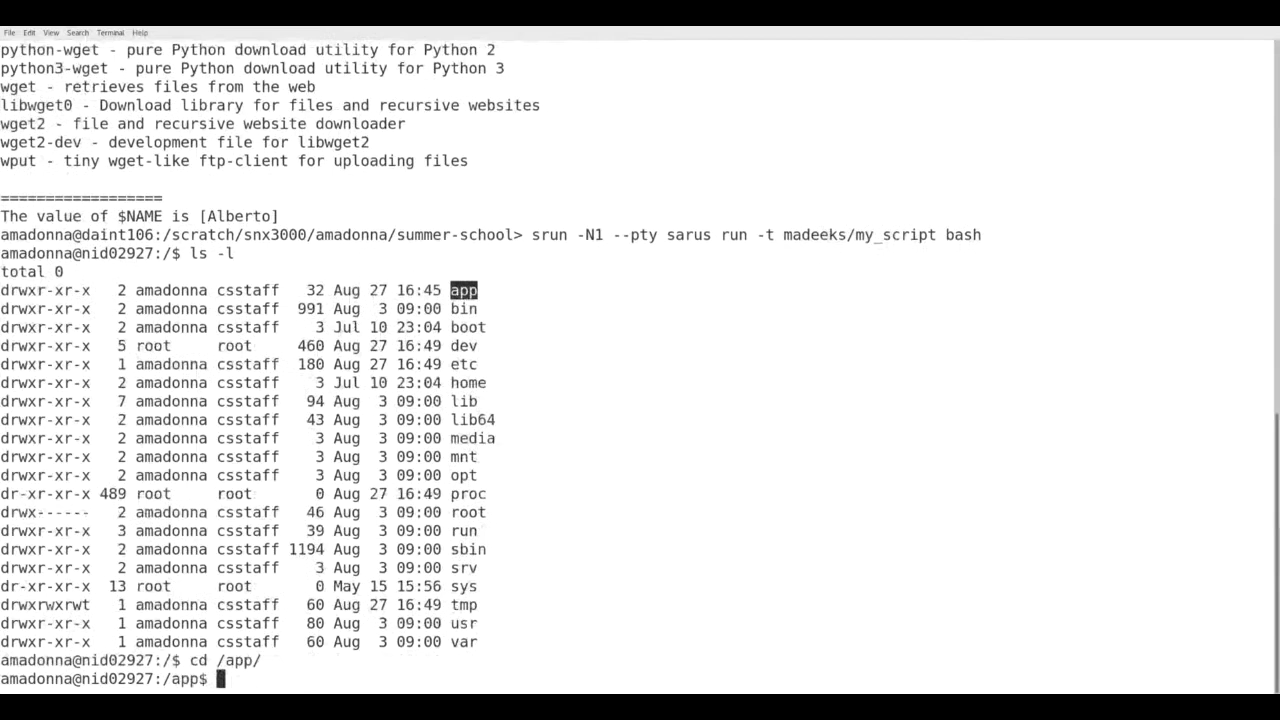 File Edit View Search Terminal Help
python-wget - pure Python download utility for Python 2
python3-wget - pure Python download utility for Python 3
wget - retrieves files from the web
libwget0 - Download library for files and recursive websites
wget2 - file and recursive website downloader
wget2-dev - development file for libwget2
wput - tiny wget-like ftp-client for uploading files
==================
The value of $NAME is [Alberto]
amadonna@daint106:/scratch/snx3000/amadonna/summer-school> srun -N1 --pty sarus run -t madeeks/my_script bash
amadonna@nid02927:/$ ls -l
total 0
drwxr-xr-x   2 amadonna csstaff   32 Aug 27 16:45 app
drwxr-xr-x   2 amadonna csstaff  991 Aug  3 09:00 bin
drwxr-xr-x   2 amadonna csstaff    3 Jul 10 23:04 boot
drwxr-xr-x   5 root     root     460 Aug 27 16:49 dev
drwxr-xr-x   1 amadonna csstaff  180 Aug 27 16:49 etc
drwxr-xr-x   2 amadonna csstaff    3 Jul 10 23:04 home
drwxr-xr-x   7 amadonna csstaff   94 Aug  3 09:00 lib
drwxr-xr-x   2 amadonna csstaff   43 Aug  3 09:00 lib64
drwxr-xr-x   2 amadonna csstaff    3 Aug  3 09:00 media
drwxr-xr-x   2 amadonna csstaff    3 Aug  3 09:00 mnt
drwxr-xr-x   2 amadonna csstaff    3 Aug  3 09:00 opt
dr-xr-xr-x 489 root     root       0 Aug 27 16:49 proc
drwx------   2 amadonna csstaff   46 Aug  3 09:00 root
drwxr-xr-x   3 amadonna csstaff   39 Aug  3 09:00 run
drwxr-xr-x   2 amadonna csstaff 1194 Aug  3 09:00 sbin
drwxr-xr-x   2 amadonna csstaff    3 Aug  3 09:00 srv
dr-xr-xr-x  13 root     root       0 May 15 15:56 sys
drwxrwxrwt   1 amadonna csstaff   60 Aug 27 16:49 tmp
drwxr-xr-x   1 amadonna csstaff   80 Aug  3 09:00 usr
drwxr-xr-x   1 amadonna csstaff   60 Aug  3 09:00 var
amadonna@nid02927:/$ cd /app/
amadonna@nid02927:/app$